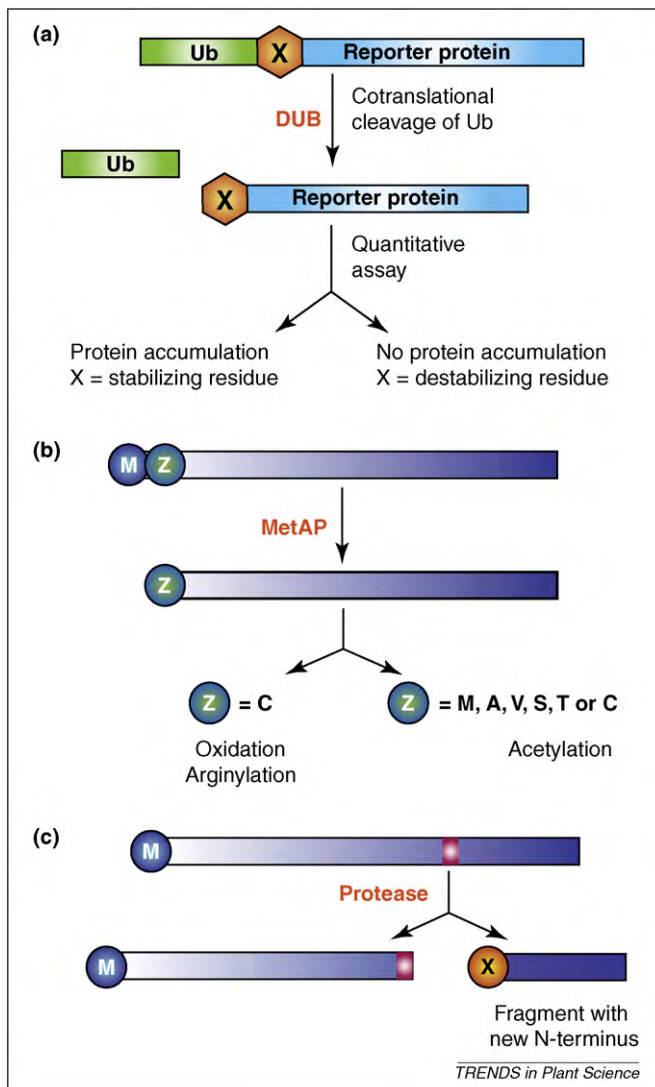 (a)
Ub X Reporter protein
DUB
Cotranslational
cleavage of Ub
Ub
X Reporter protein
Quantitative
assay
Protein accumulation
X = stabilizing residue
No protein accumulation
X = destabilizing residue
(b)
M Z
MetAP
Z
Z = C
Z = M, A, V, S, T or C
Oxidation
Arginylation
Acetylation
(c)
M
Protease
M
X
Fragment with
new N-terminus
TRENDS in Plant Science